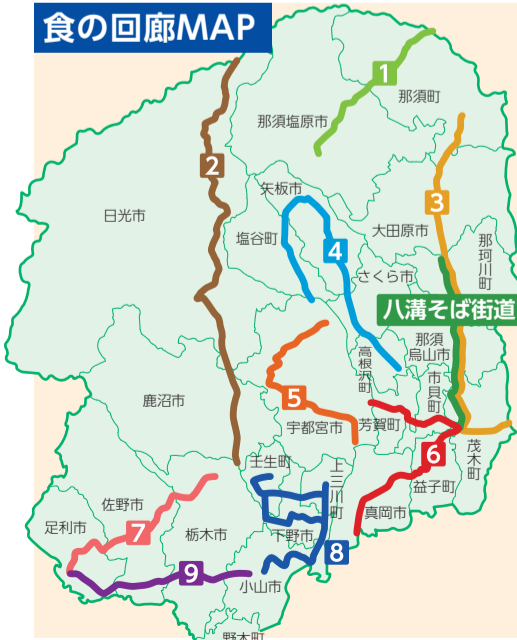 食の回廊MAP
1
那須町
那須塩原市
2
矢板市
日光市
塩谷町
3
大田原市
4
さくら市
那珂川町
八溝そば街道
那須
烏山市
高根沢町
市貝町
鹿沼市
5
宇都宮市
芳賀町
6
茂木町
壬生町
上三川町
益子町
真岡市
佐野市
足利市
7
栃木市
下野市
8
9
小山市
野木町